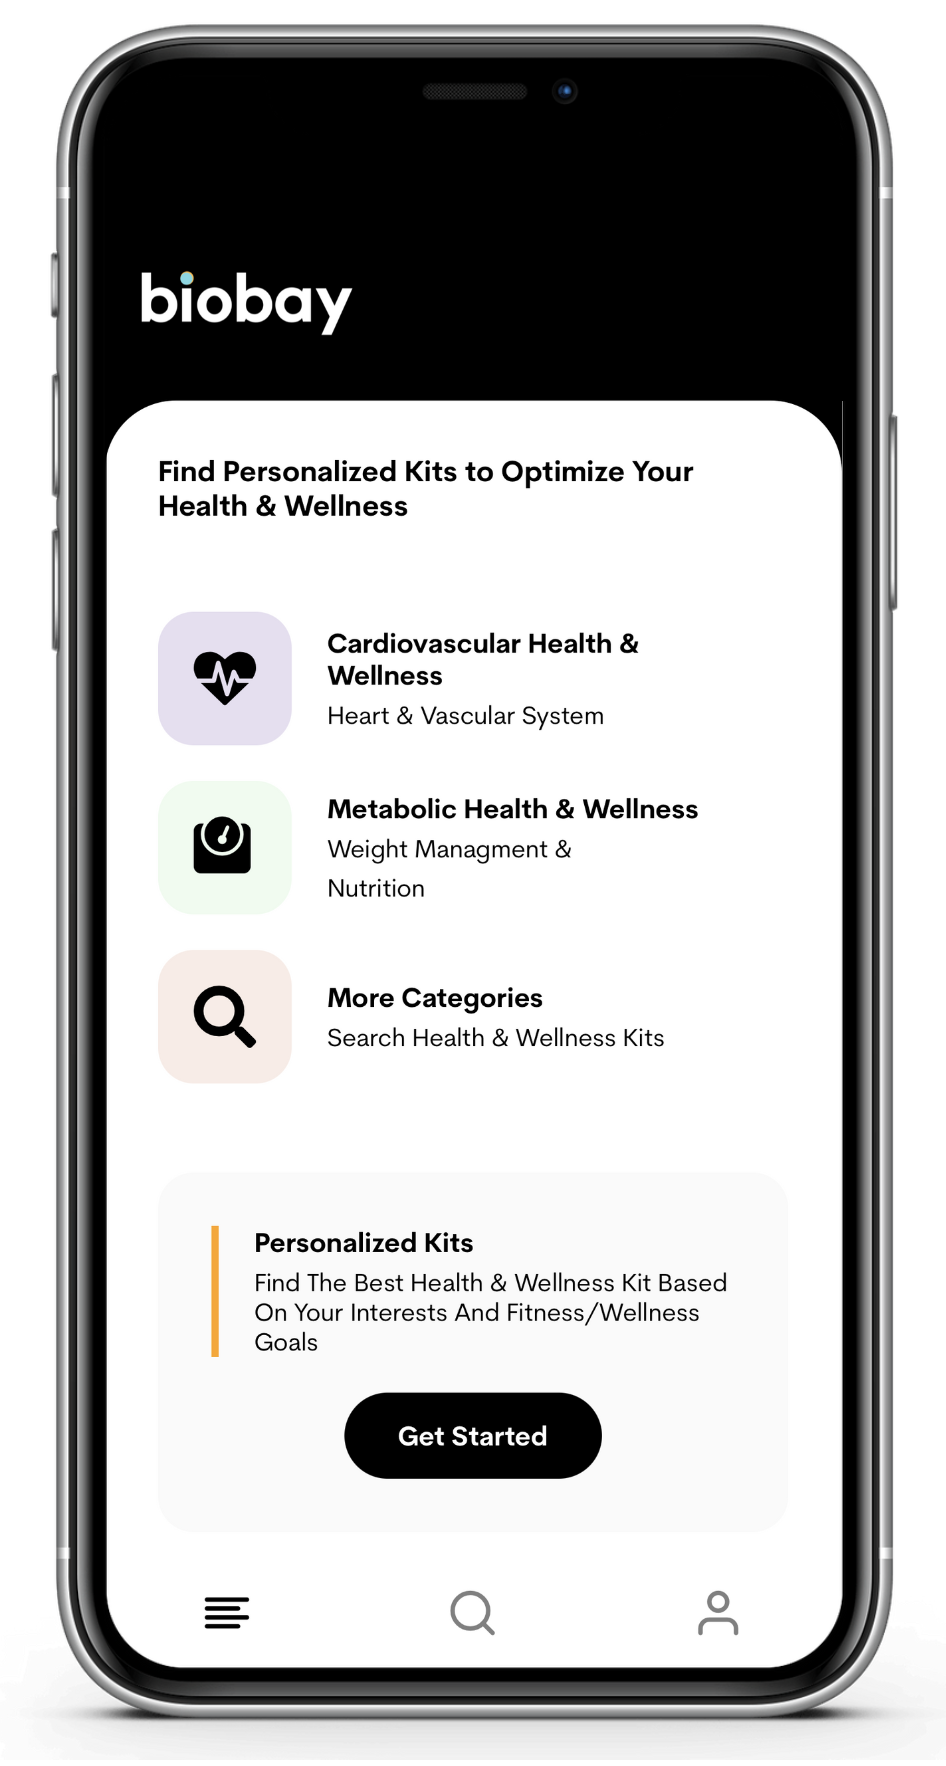 biobay
Find Personalized Kits to Optimize Your
Health & Wellness
Cardiovascular Health &
Wellness
Heart & Vascular System
Metabolic Health & Wellness
Weight Managment &
Nutrition
More Categories
Search Health & Wellness Kits
Personalized Kits
Find The Best Health & Wellness Kit Based
On Your Interests And Fitness/Wellness
Goals
Get Started